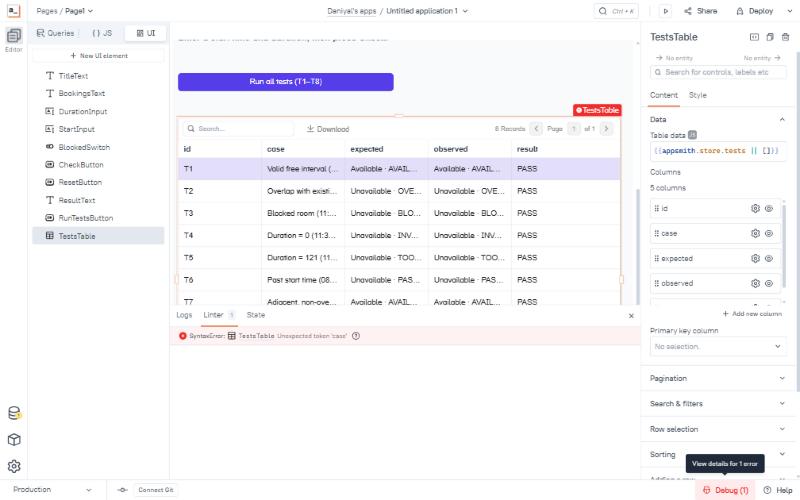 Pages / Page1
Daniyal's apps / Untitled application 1
Ctrl + K
Share
Deploy
Editor
Queries
JS
UI
+ New UI element
TitleText
BookingsText
DurationInput
StartInput
BlockedSwitch
CheckButton
ResetButton
ResultText
RunTestsButton
TestsTable
Run all tests (T1–T8)
TestsTable
Search...
Download
8 Records
Page 1 of 1
id case expected observed result
T1 Valid free interval (... Available · AVAIL... Available · AVAIL... PASS
T2 Overlap with existi... Unavailable · OVE... Unavailable · OVE... PASS
T3 Blocked room (11:... Unavailable · BLO... Unavailable · BLO... PASS
T4 Duration = 0 (11:3... Unavailable · INV... Unavailable · INV... PASS
T5 Duration = 121 (11... Unavailable · TOO... Unavailable · TOO... PASS
T6 Past start time (08... Unavailable · PAS... Unavailable · PAS... PASS
T7 Adjacent, non-ove... Available · AVAIL... Available · AVAIL... PASS
Logs
Linter 1
State
SyntaxError: TestsTable Unexpected token 'case'
TestsTable
No entity
No entity
Search for controls, labels etc
Content
Style
Data
Table data JS
{{appsmith.store.tests || []}}
Columns
5 columns
id
case
expected
observed
+ Add new column
Primary key column
No selection.
Pagination
Search & filters
Row selection
Sorting
View details for 1 error
Production
Connect Git
Debug (1)
Help